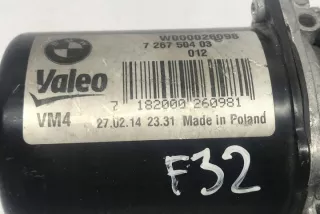 W000026098
7 267 504 03
012
Valeo
7 182000 260981
VM4 27.02.14 23.31 Made in Poland
F32